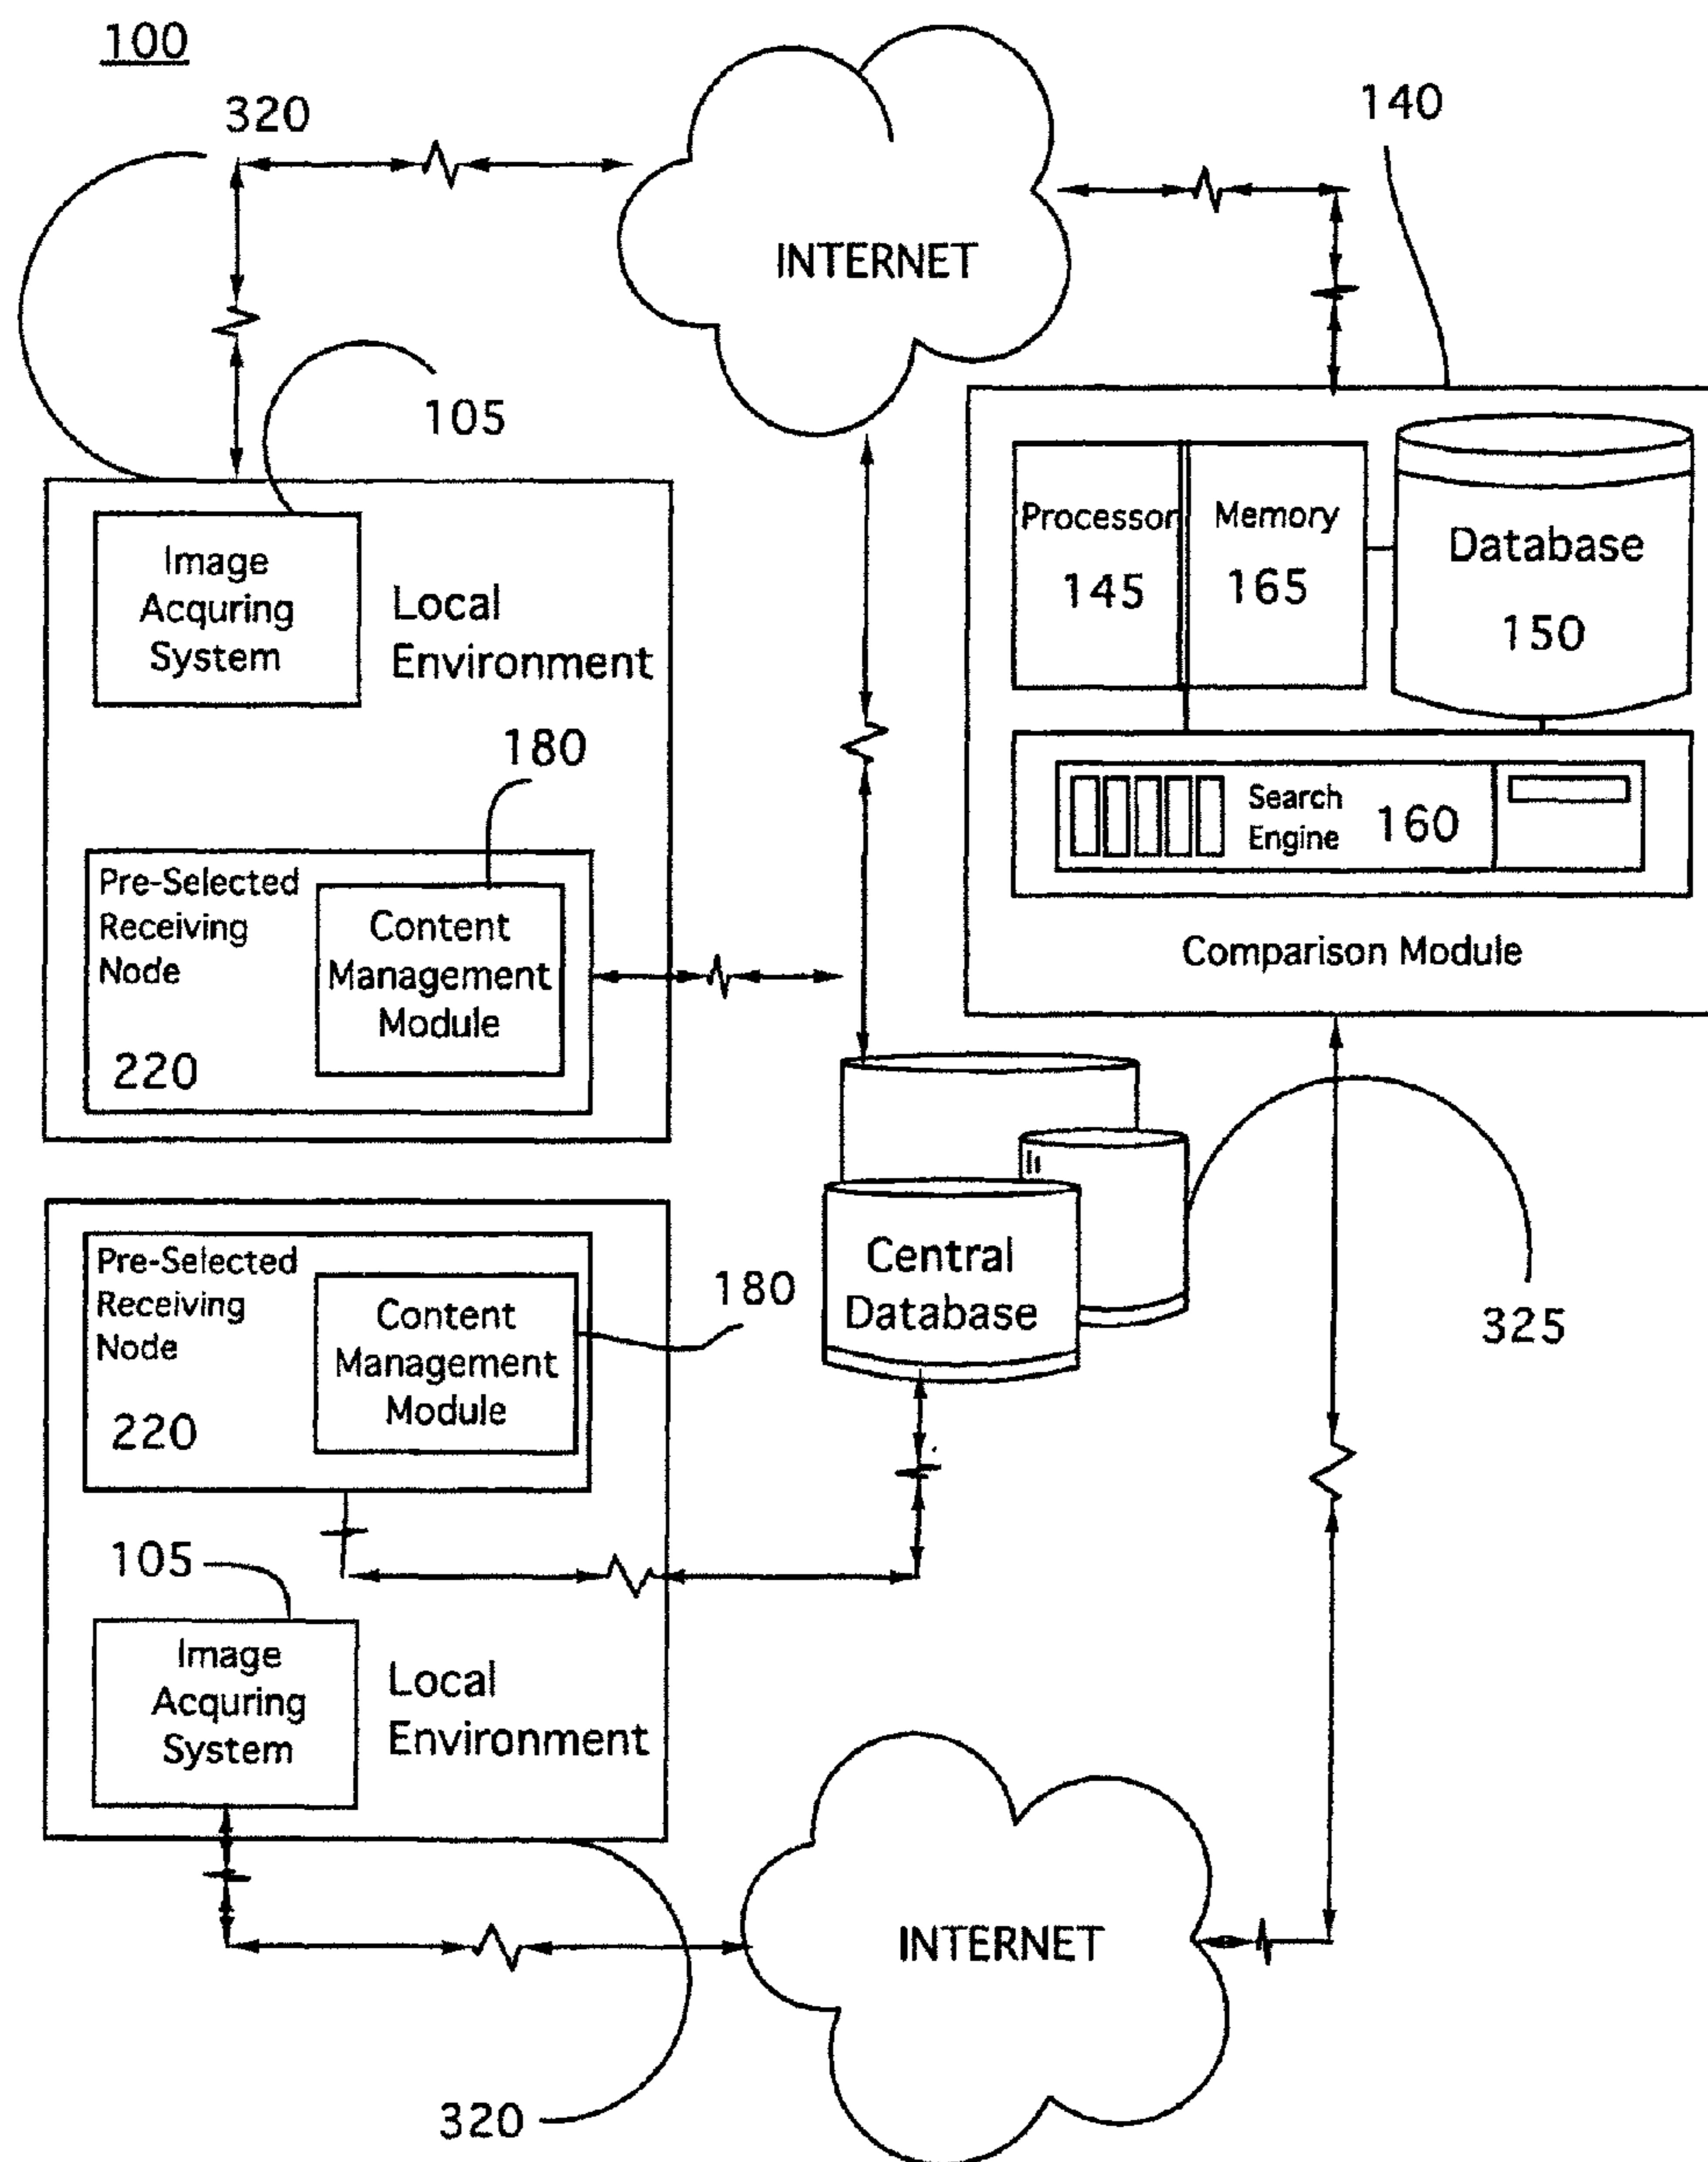 100
320
140
INTERNET
105
Image
Acquring
System
Local
Environment
Processor
145
Memory
165
Database
150
180
Search
Engine
160
Pre-Selected
Receiving
Node
220
Content
Management
Module
Comparison Module
Pre-Selected
Receiving
Node
220
Content
Management
Module
180
Central
Database
325
105
Image
Acquring
System
Local
Environment
INTERNET
320